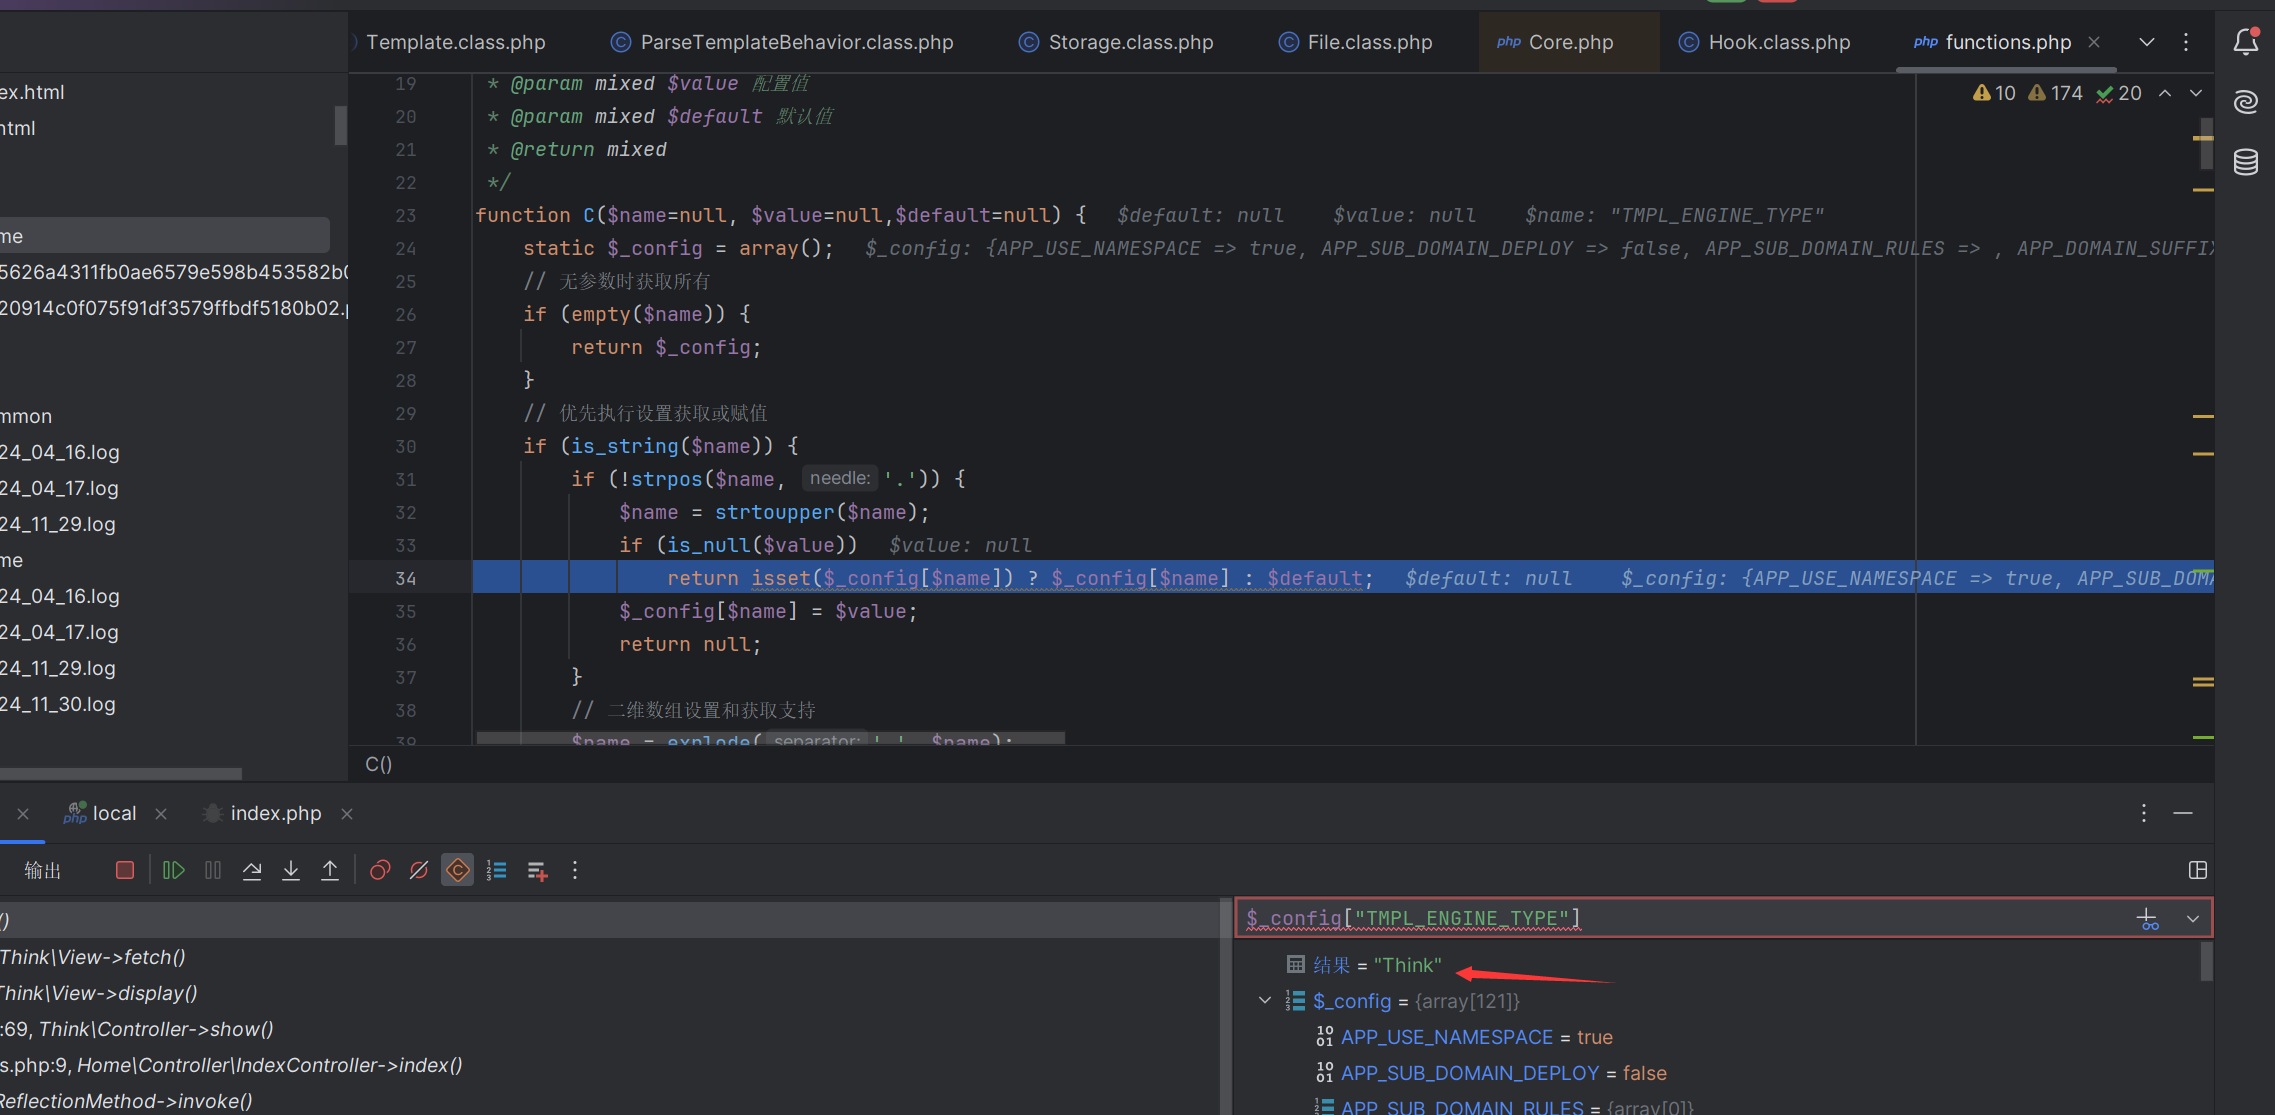 Template.class.php ParseTemplateBehavior.class.php Storage.class.php File.class.php php Core.php Hook.class.php php functions.php
10 174 20
ex.html
html
me
5626a4311fb0ae6579e598b453582b
20914c0f075f91df3579ffbdf5180b02.
mmon
24_04_16.log
24_04_17.log
24_11_29.log
me
24_04_16.log
24_04_17.log
24_11_29.log
24_11_30.log
19 * @param mixed $value 配置值
20 * @param mixed $default 默认值
21 * @return mixed
22 */
23 function C($name=null, $value=null,$default=null) { $default: null $value: null $name: "TMPL_ENGINE_TYPE"
24 static $_config = array(); $_config: {APP_USE_NAMESPACE => true, APP_SUB_DOMAIN_DEPLOY => false, APP_SUB_DOMAIN_RULES => , APP_DOMAIN_SUFFIX
25 // 无参数时获取所有
26 if (empty($name)) {
27 return $_config;
28 }
29 // 优先执行设置获取或赋值
30 if (is_string($name)) {
31 if (!strpos($name, needle: '.')) {
32 $name = strtoupper($name);
33 if (is_null($value)) $value: null
34 return isset($_config[$name]) ? $_config[$name] : $default; $default: null $_config: {APP_USE_NAMESPACE => true, APP_SUB_DOMA
35 $_config[$name] = $value;
36 return null;
37 }
38 // 二维数组设置和获取支持
39 $name = explode( separator: '.', $name);
C()
php local index.php
输出
()
Think\View->fetch()
Think\View->display()
:69, Think\Controller->show()
s.php:9, Home\Controller\IndexController->index()
ReflectionMethod->invoke()
$_config["TMPL_ENGINE_TYPE"]
结果 = "Think"
$_config = {array[121]}
APP_USE_NAMESPACE = true
APP_SUB_DOMAIN_DEPLOY = false
APP_SUB_DOMAIN_RULES = {array[0]}